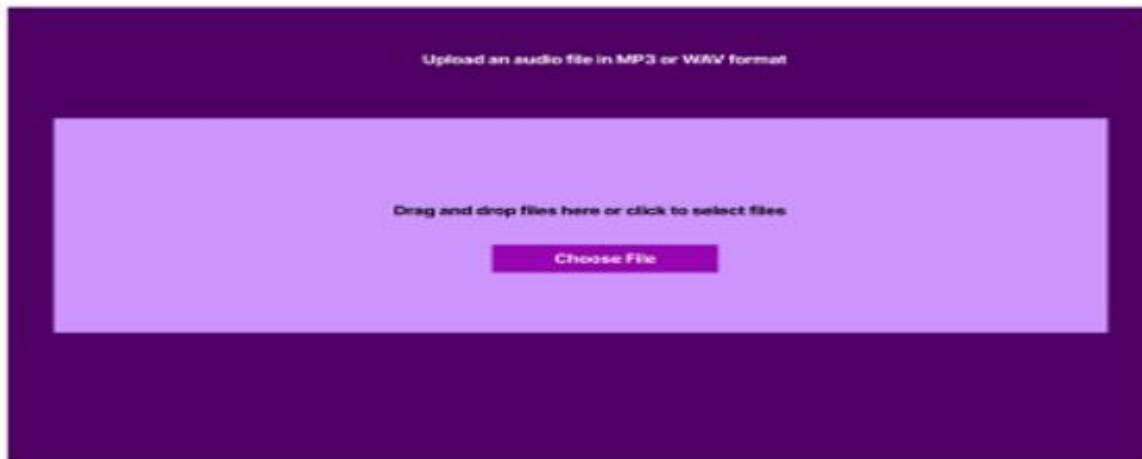 Upload an audio file in MP3 or WAV format
Drag and drop files here or click to select files
Choose File